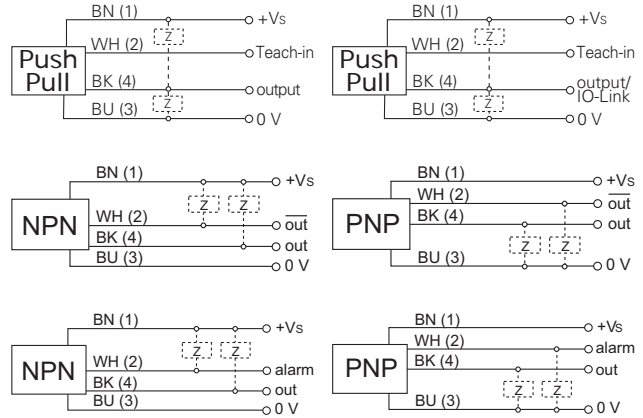 BN (1)
+Vs
Z
WH (2)
Teach-in
Push
Pull
BK (4)
output
Z
BU (3)
0 V
BN (1)
+Vs
Z
WH (2)
Teach-in
Push
Pull
BK (4)
output/
IO-Link
Z
BU (3)
0 V
BN (1)
+Vs
Z Z
NPN
WH (2)
out
BK (4)
out
BU (3)
0 V
BN (1)
+Vs
WH (2)
out
PNP
BK (4)
out
Z Z
BU (3)
0 V
BN (1)
+Vs
Z Z
NPN
WH (2)
alarm
BK (4)
out
BU (3)
0 V
BN (1)
+Vs
WH (2)
alarm
PNP
BK (4)
out
Z Z
BU (3)
0 V